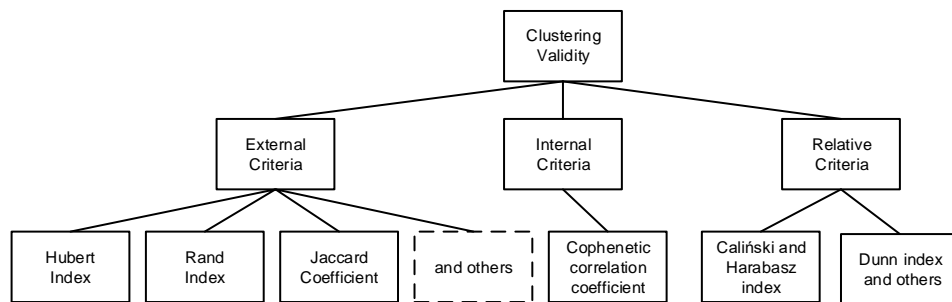 Clustering
Validity
External
Criteria
Internal
Criteria
Relative
Criteria
Hubert
Index
Rand
Index
Jaccard
Coefficient
and others
Cophenetic
correlation
coefficient
Caliński and
Harabasz
index
Dunn index
and others